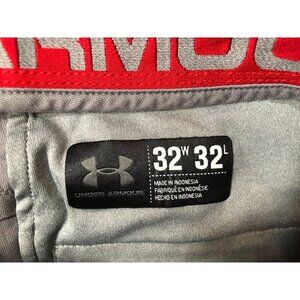 ARMOU
32W 32L
MADE IN INDONESIA
FABRIQUÉ EN INDONÉSIE
HECHO EN INDONESIA
UNDER ARMOUR